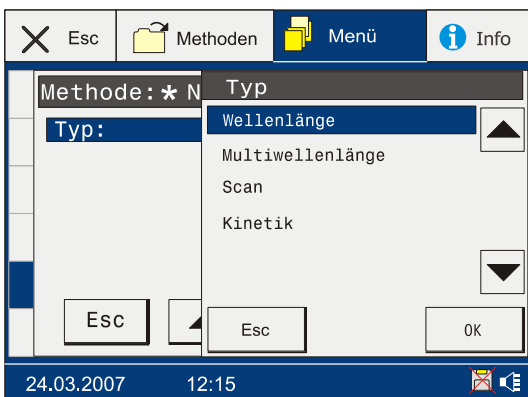 Esc Methoden Menü Info
Methode:* N
Typ:
Typ
Wellenlänge
Multiwellenlänge
Scan
Kinetik
Esc
Esc
OK
24.03.2007 12:15